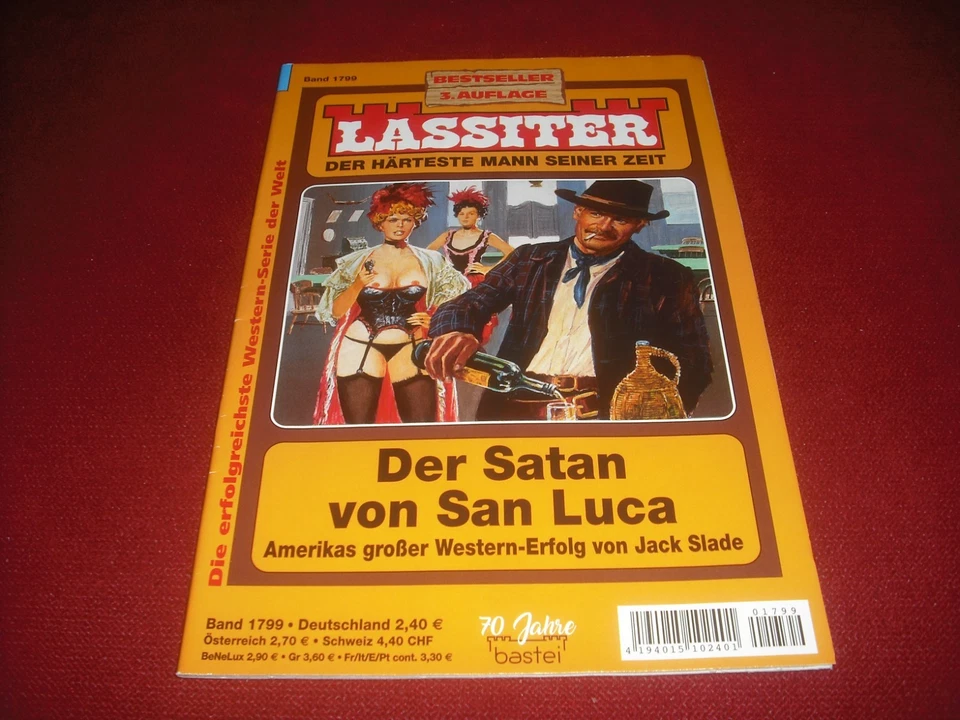 Band 1799
BESTSELLER
3. AUFLAGE
LASSITER
DER HÄRTESTE MANN SEINER ZEIT
Die erfolgreichste Western-Serie der Welt
Der Satan
von San Luca
Amerikas großer Western-Erfolg von Jack Slade
Band 1799 • Deutschland 2,40 €
Österreich 2,70 € • Schweiz 4,40 CHF
BeNeLux 2,90 € • Gr 3,60 € • Fr/It/E/Pt cont. 3,30 €
70 Jahre
bastei
01799
4 194015 102401